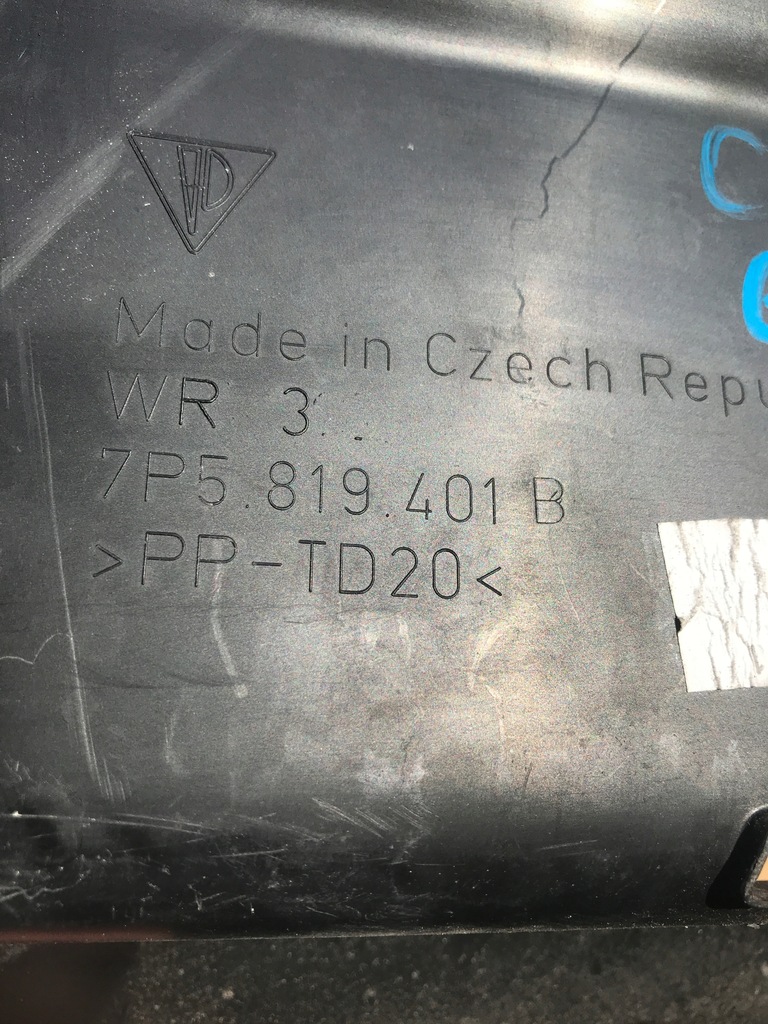 Made in Czech Repu
WR 3
7P5.819.401 B
>PP-TD20<
C